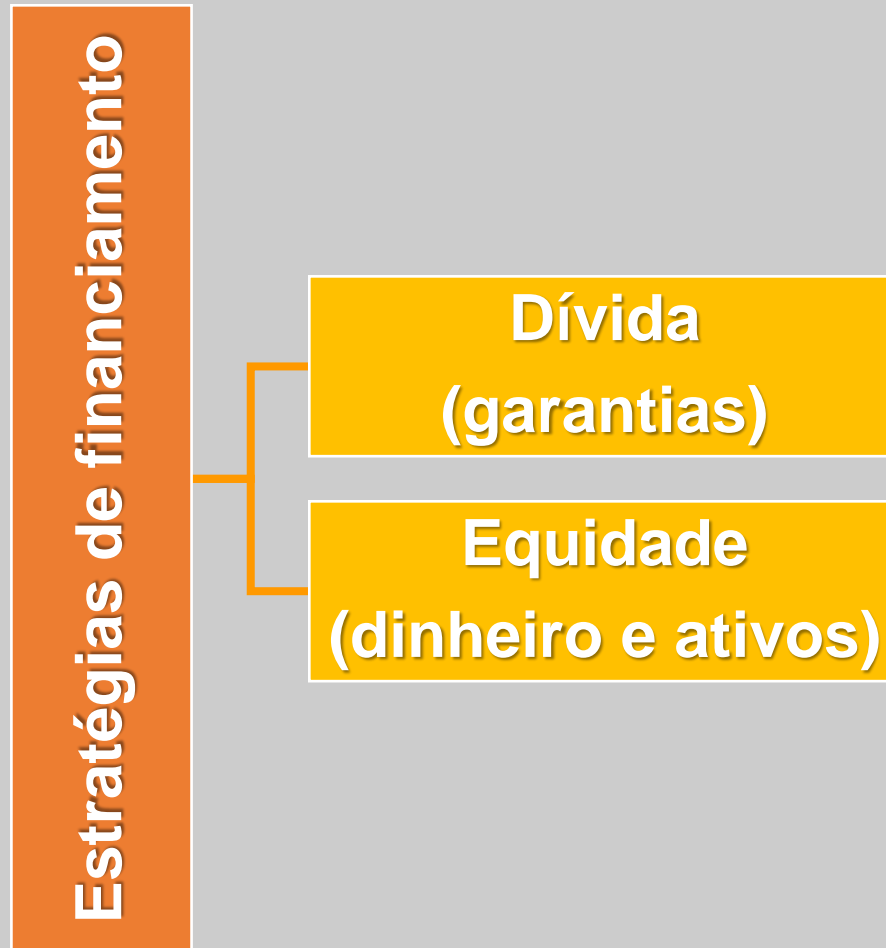 Estratégias de financiamento
Dívida
(garantias)
Equidade
(dinheiro e ativos)